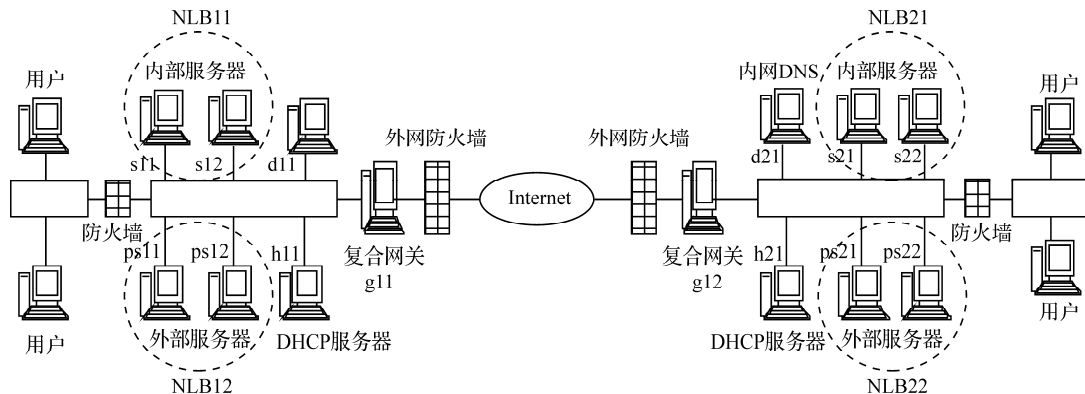 NLB11
NLB21
用户
内部服务器
内网DNS
内部服务器
用户
外网防火墙
外网防火墙
s11
s12
d11
d21
s21
s22
Internet
防火墙
ps11
ps12
h11
复合网关
g11
复合网关
g12
h21
ps21
ps22
防火墙
用户
外部服务器
DHCP服务器
DHCP服务器
外部服务器
用户
NLB12
NLB22